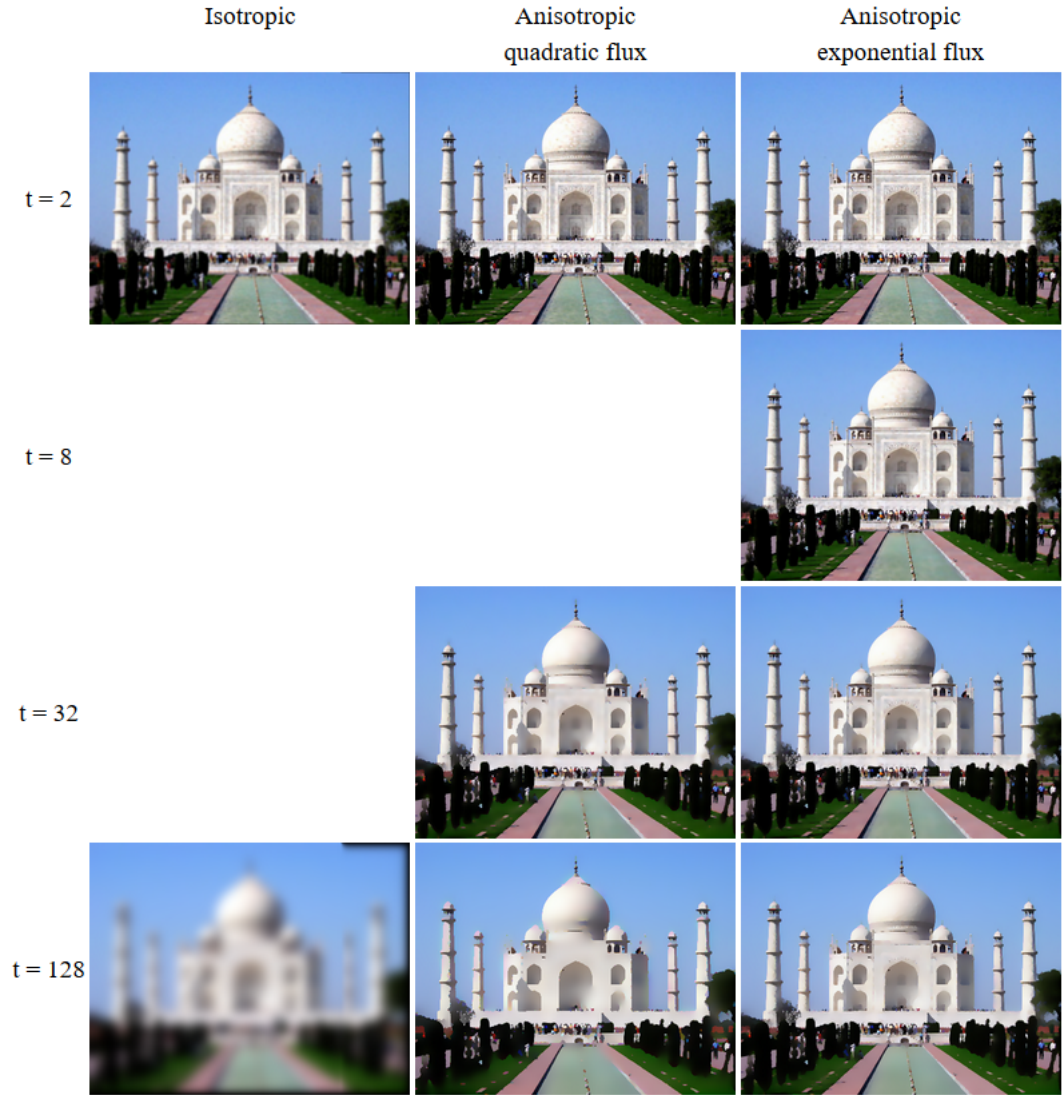 Isotropic
Anisotropic
quadratic flux
Anisotropic
exponential flux
t = 2
t = 8
t = 32
t = 128